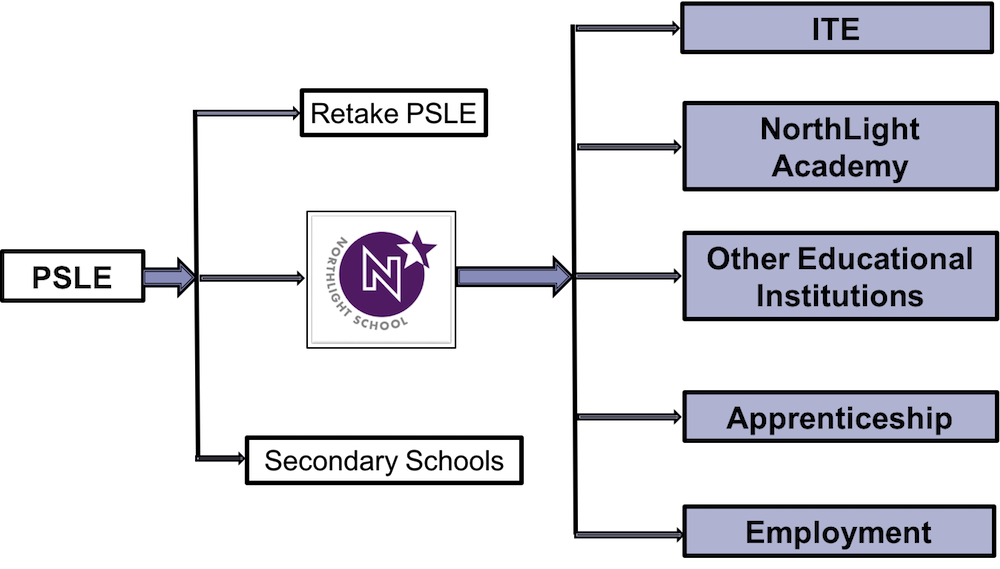 PSLE
Retake PSLE
N
NORTHLIGHT SCHOOL
Secondary Schools
ITE
NorthLight
Academy
Other Educational
Institutions
Apprenticeship
Employment